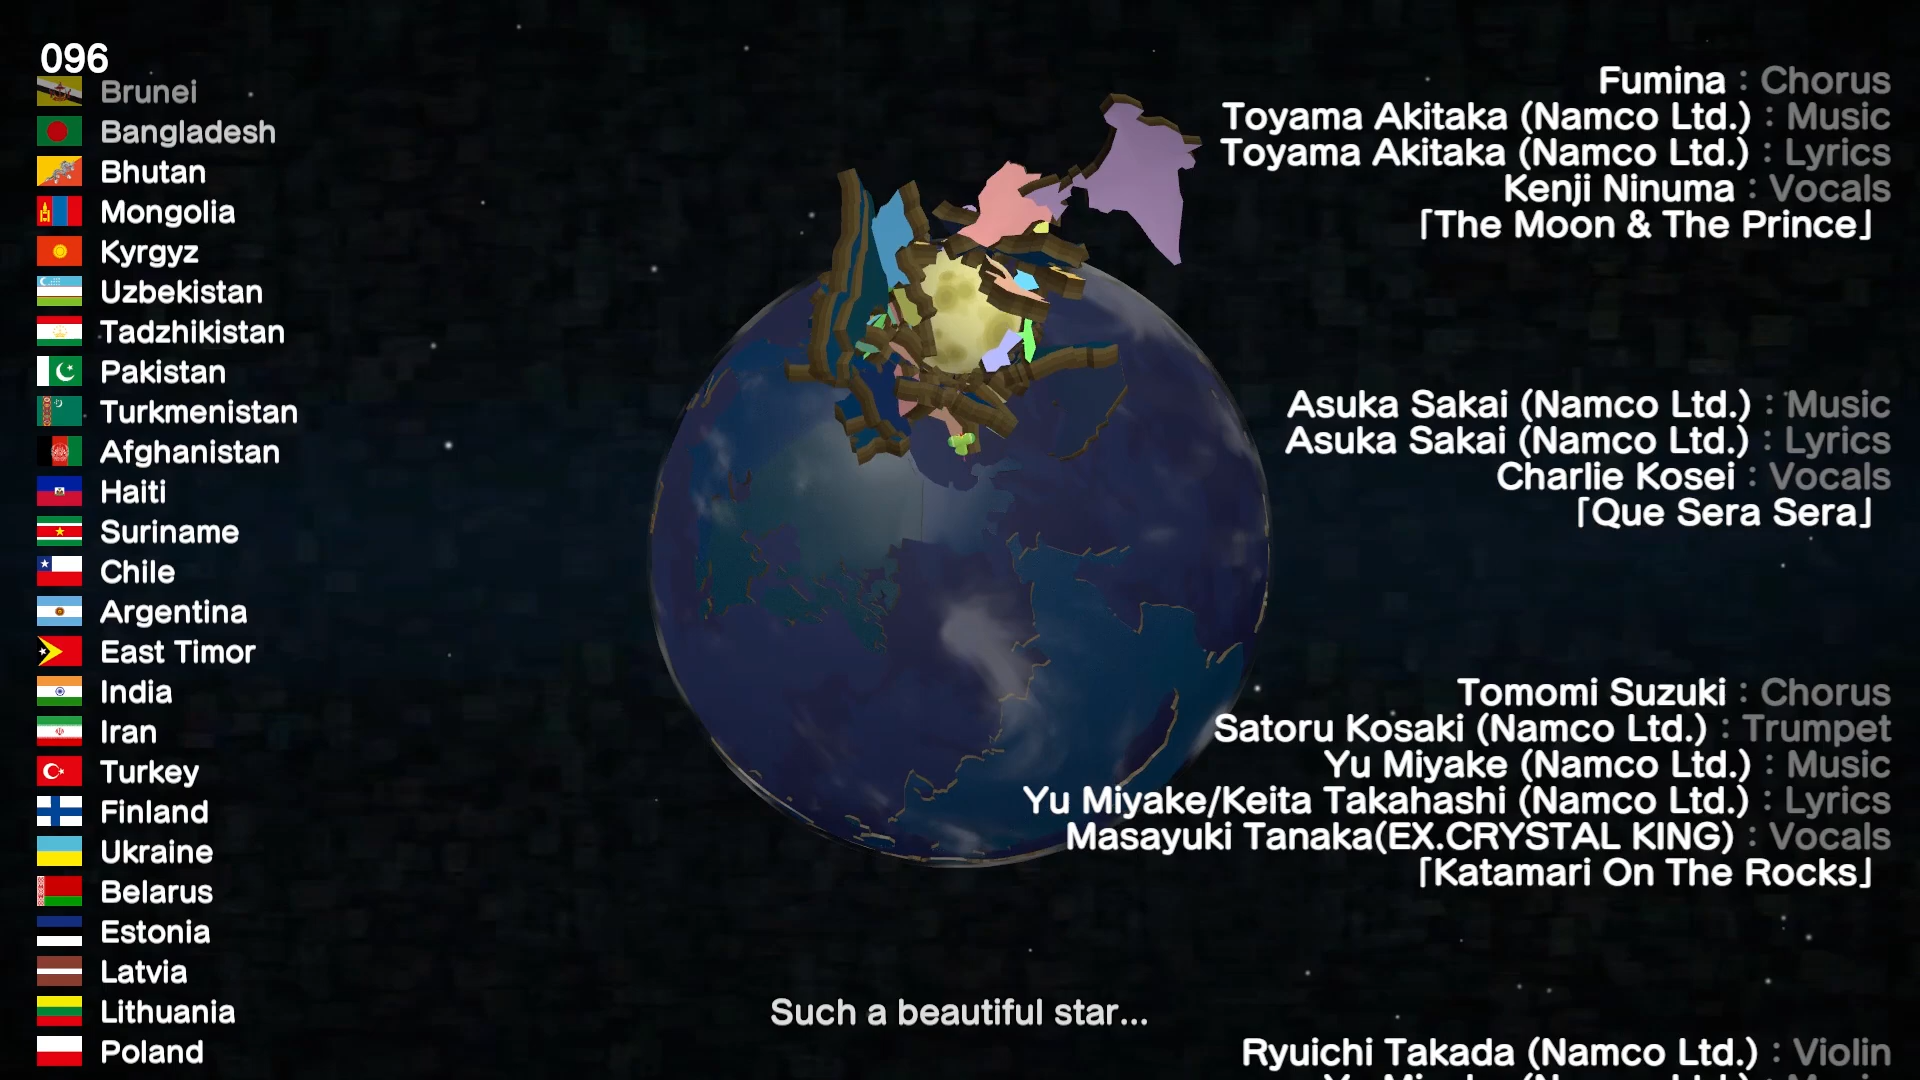 096
Brunei
Bangladesh
Bhutan
Mongolia
Kyrgyz
Uzbekistan
Tadzhikistan
Pakistan
Turkmenistan
Afghanistan
Haiti
Suriname
Chile
Argentina
East Timor
India
Iran
Turkey
Finland
Ukraine
Belarus
Estonia
Latvia
Lithuania
Poland
Fumina : Chorus
Toyama Akitaka (Namco Ltd.) : Music
Toyama Akitaka (Namco Ltd.) : Lyrics
Kenji Ninuma : Vocals
「The Moon & The Prince」
Asuka Sakai (Namco Ltd.) : Music
Asuka Sakai (Namco Ltd.) : Lyrics
Charlie Kosei : Vocals
「Que Sera Sera」
Tomomi Suzuki : Chorus
Satoru Kosaki (Namco Ltd.) : Trumpet
Yu Miyake (Namco Ltd.) : Music
Yu Miyake/Keita Takahashi (Namco Ltd.) : Lyrics
Masayuki Tanaka(EX.CRYSTAL KING) : Vocals
「Katamari On The Rocks」
Ryuichi Takada (Namco Ltd.) : Violin
Such a beautiful star...